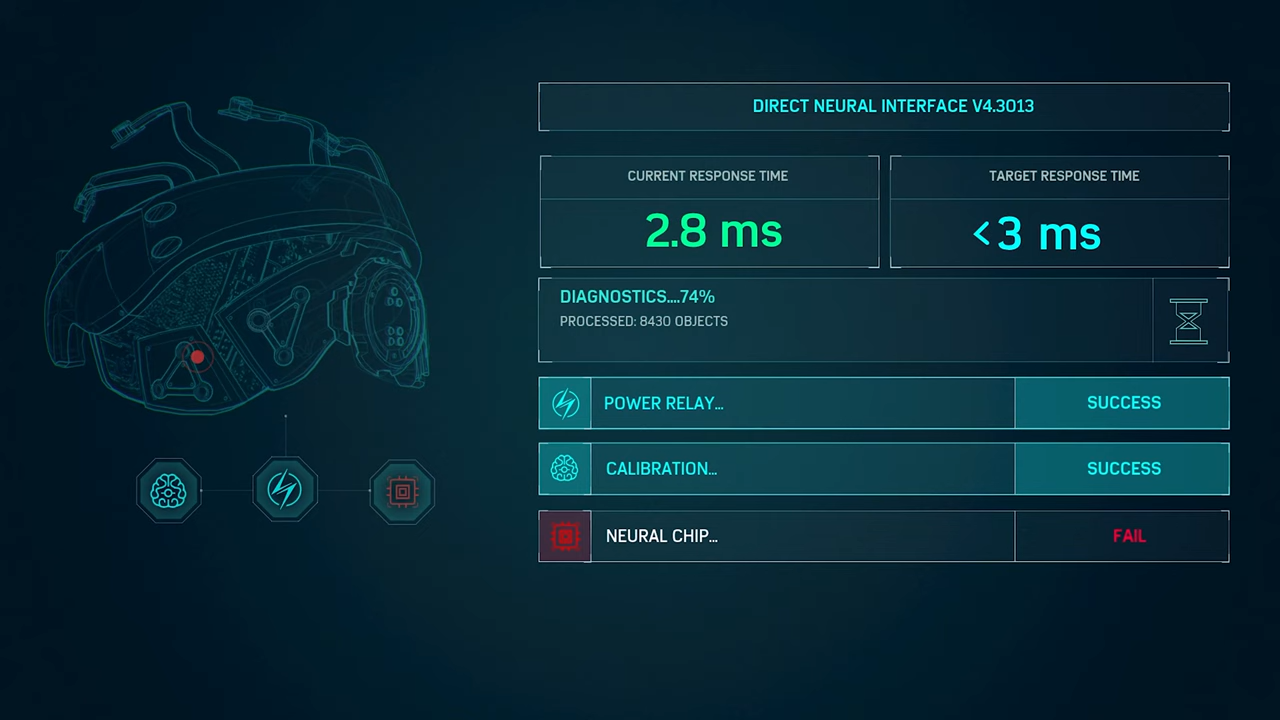 DIRECT NEURAL INTERFACE V4.3013
CURRENT RESPONSE TIME
2.8 ms
TARGET RESPONSE TIME
<3 ms
DIAGNOSTICS....74%
PROCESSED: 8430 OBJECTS
POWER RELAY...
SUCCESS
CALIBRATION...
SUCCESS
NEURAL CHIP...
FAIL